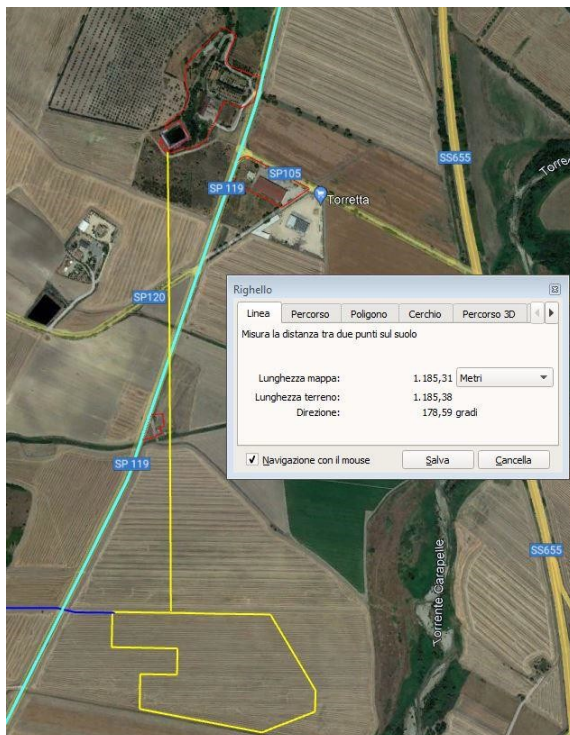 SS655
Torre
SP105
SP 119
Torretta
SP120
Righello
Linea
Percorso
Poligono
Cerchio
Percorso 3D
Misura la distanza tra due punti sul suolo
Lunghezza mappa: 1.185,31 Metri
Lunghezza terreno: 1.185,38
Direzione: 178,59 gradi
Navigazione con il mouse
Salva
Cancella
SP 119
SS655
Torrente Carapelle